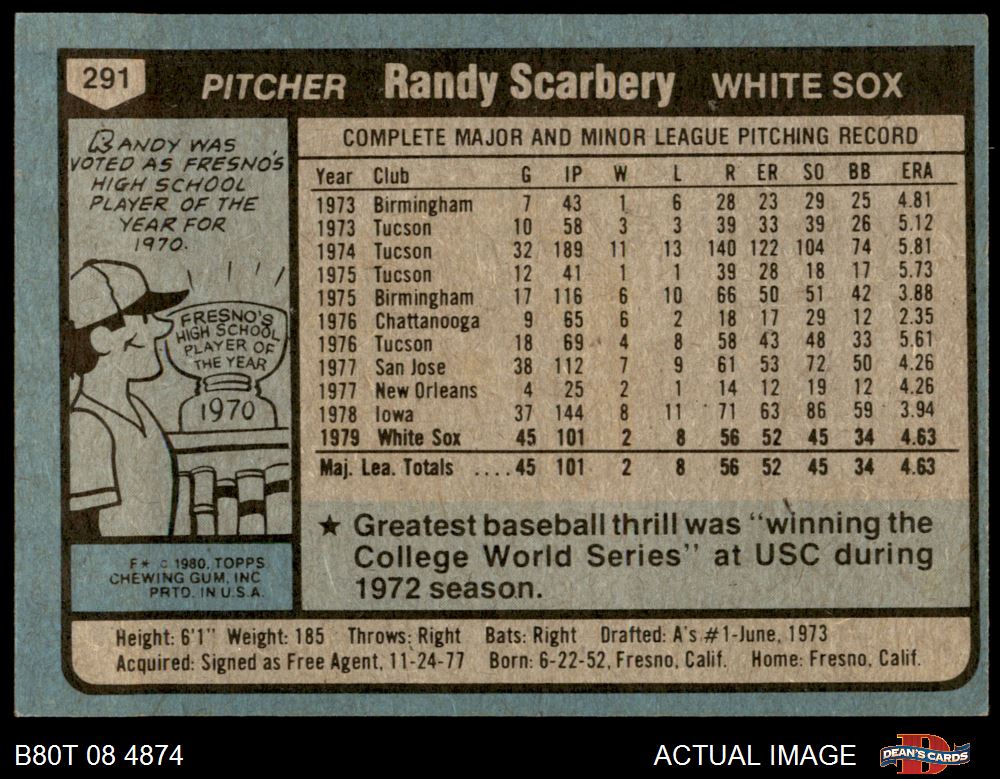 291
PITCHER Randy Scarbery WHITE SOX
RANDY WAS
VOTED AS FRESNO'S
HIGH SCHOOL
PLAYER OF THE
YEAR FOR
1970.
FRESNO'S
HIGH SCHOOL
PLAYER OF
THE YEAR
1970
F★ © 1980, TOPPS
CHEWING GUM, INC
PRTD. IN U.S.A.
COMPLETE MAJOR AND MINOR LEAGUE PITCHING RECORD
Year Club G IP W L R ER SO BB ERA
1973 Birmingham 7 43 1 6 28 23 29 25 4.81
1973 Tucson 10 58 3 3 39 33 39 26 5.12
1974 Tucson 32 189 11 13 140 122 104 74 5.81
1975 Tucson 12 41 1 1 39 28 18 17 5.73
1975 Birmingham 17 116 6 10 66 50 51 42 3.88
1976 Chattanooga 9 65 6 2 18 17 29 12 2.35
1976 Tucson 18 69 4 8 58 43 48 33 5.61
1977 San Jose 38 112 7 9 61 53 72 50 4.26
1977 New Orleans 4 25 2 1 14 12 19 12 4.26
1978 Iowa 37 144 8 11 71 63 86 59 3.94
1979 White Sox 45 101 2 8 56 52 45 34 4.63
Maj. Lea. Totals ....45 101 2 8 56 52 45 34 4.63
★ Greatest baseball thrill was "winning the
College World Series" at USC during
1972 season.
Height: 6'1" Weight: 185 Throws: Right Bats: Right Drafted: A's #1-June, 1973
Acquired: Signed as Free Agent, 11-24-77 Born: 6-22-52, Fresno, Calif. Home: Fresno, Calif.
B80T 08 4874 ACTUAL IMAGE DEAN'S CARDS